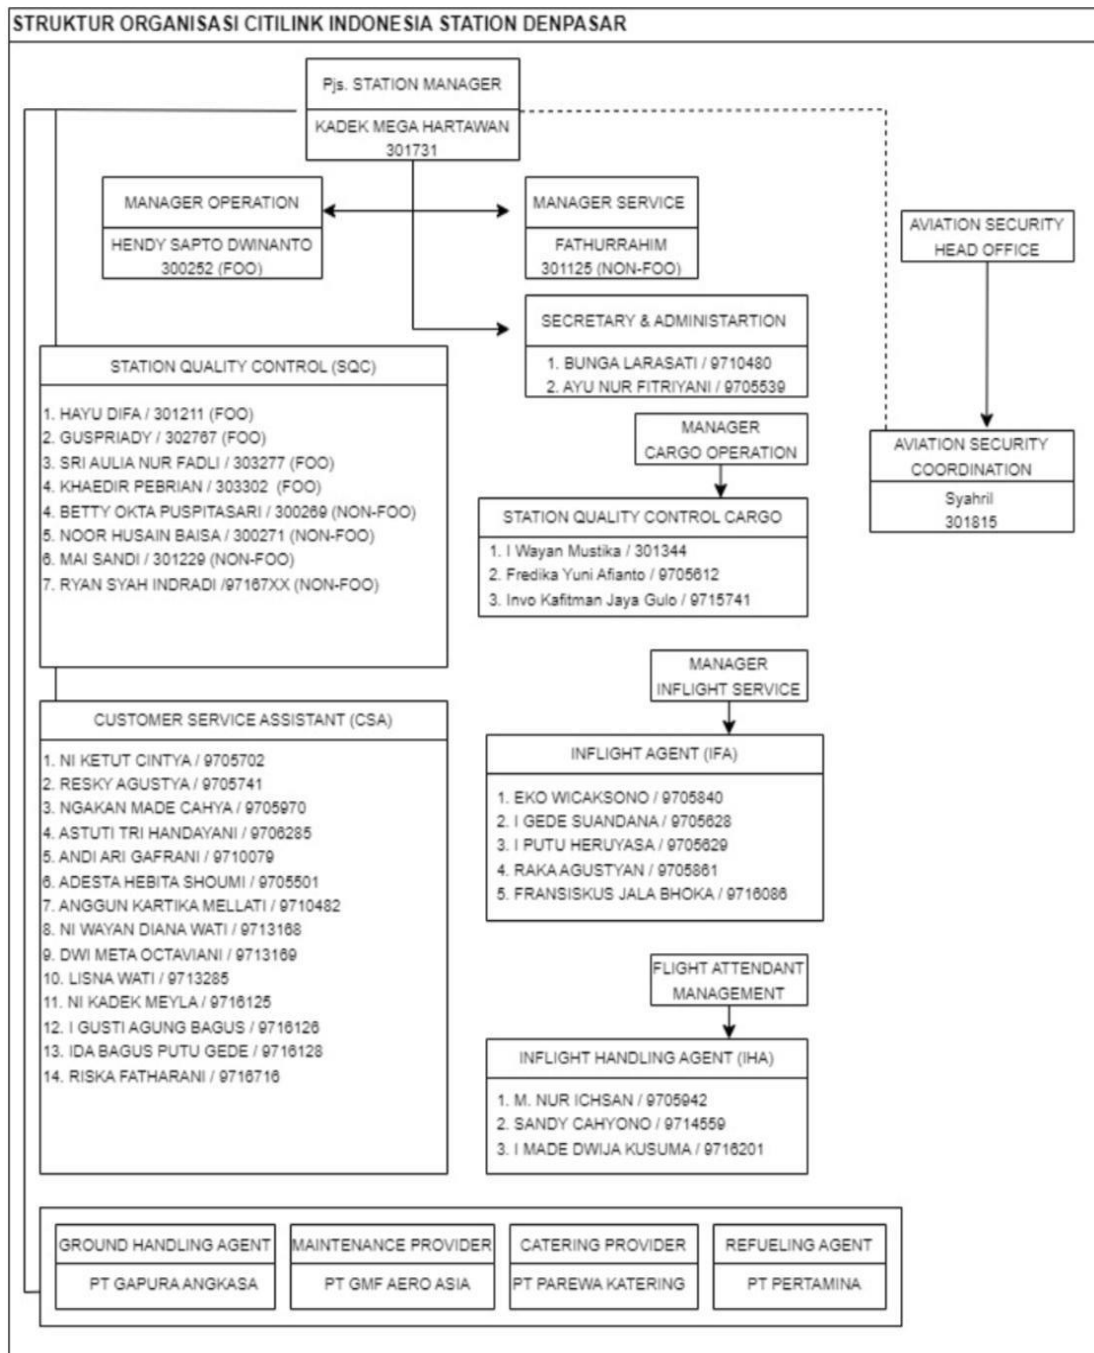 STRUKTUR ORGANISASI CITILINK INDONESIA STATION DENPASAR
Pjs. STATION MANAGER
KADEK MEGA HARTAWAN
301731
MANAGER OPERATION
HENDY SAPTO DWINANTO
300252 (FOO)
MANAGER SERVICE
FATHURRAHIM
301125 (NON-FOO)
AVIATION SECURITY
HEAD OFFICE
SECRETARY & ADMINISTARTION
1. BUNGA LARASATI / 9710480
2. AYU NUR FITRIYANI / 9705539
STATION QUALITY CONTROL (SQC)
1. HAYU DIFA / 301211 (FOO)
2. GUSPRIADY / 302767 (FOO)
3. SRI AULIA NUR FADLI / 303277 (FOO)
4. KHAEDIR PEBRIAN / 303302 (FOO)
4. BETTY OKTA PUSPITASARI / 300269 (NON-FOO)
5. NOOR HUSAIN BAISA / 300271 (NON-FOO)
6. MAI SANDI / 301229 (NON-FOO)
7. RYAN SYAH INDRADI /97167XX (NON-FOO)
MANAGER
CARGO OPERATION
AVIATION SECURITY
COORDINATION
Syahril
301815
STATION QUALITY CONTROL CARGO
1. I Wayan Mustika / 301344
2. Fredika Yuni Afianto / 9705612
3. Invo Kafitman Jaya Gulo / 9715741
MANAGER
INFLIGHT SERVICE
CUSTOMER SERVICE ASSISTANT (CSA)
1. NI KETUT CINTYA / 9705702
2. RESKY AGUSTYA / 9705741
3. NGAKAN MADE CAHYA / 9705970
4. ASTUTI TRI HANDAYANI / 9706285
5. ANDI ARI GAFRANI / 9710079
6. ADESTA HEBITA SHOUMI / 9705501
7. ANGGUN KARTIKA MELLATI / 9710482
8. NI WAYAN DIANA WATI / 9713168
9. DWI META OCTAVIANI / 9713169
10. LISNA WATI / 9713285
11. NI KADEK MEYLA / 9716125
12. I GUSTI AGUNG BAGUS / 9716126
13. IDA BAGUS PUTU GEDE / 9716128
14. RISKA FATHARANI / 9716716
INFLIGHT AGENT (IFA)
1. EKO WICAKSONO / 9705840
2. I GEDE SUANDANA / 9705628
3. I PUTU HERUYASA / 9705629
4. RAKA AGUSTYAN / 9705861
5. FRANSISKUS JALA BHOKA / 9716086
FLIGHT ATTENDANT
MANAGEMENT
INFLIGHT HANDLING AGENT (IHA)
1. M. NUR ICHSAN / 9705942
2. SANDY CAHYONO / 9714559
3. I MADE DWIJA KUSUMA / 9716201
GROUND HANDLING AGENT
PT GAPURA ANGKASA
MAINTENANCE PROVIDER
PT GMF AERO ASIA
CATERING PROVIDER
PT PAREWA KATERING
REFUELING AGENT
PT PERTAMINA